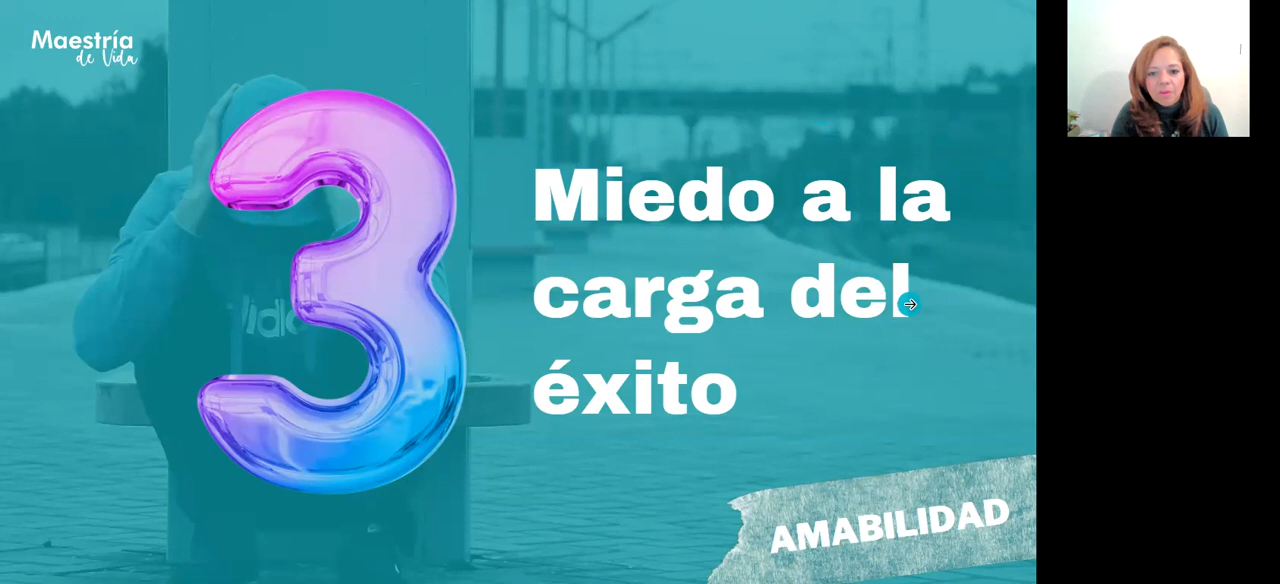 Maestría
de Vida
3
Miedo a la
carga del
éxito
AMABILIDAD